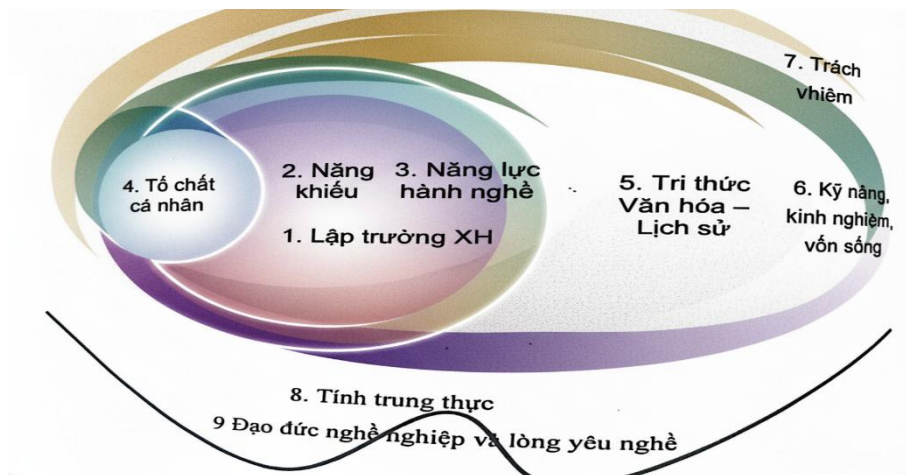 7. Trách
vhiêm
2. Năng
khiếu
3. Năng lực
hành nghề
4. Tố chất
cá nhân
1. Lập trường XH
5. Tri thức
Văn hóa –
Lịch sử
6. Kỹ nâng,
kinh nghiệm,
vốn sống
8. Tính trung thực
9 Đạo đức nghề nghiệp và lòng yêu nghề